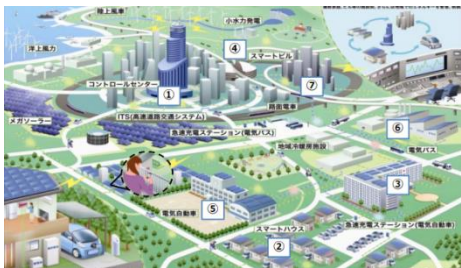 陸上風車
小水力発電
洋上風力
④
スマートビル
⑦
コントロールセンター
①
路面電車
ITS(高速道路交通システム)
メガソーラー
急速充電ステーション(電気バス)
⑥
地域冷暖房施設
電気バス
③
電気自動車
⑤
スマートハウス
急速充電ステーション(電気自動車)
②